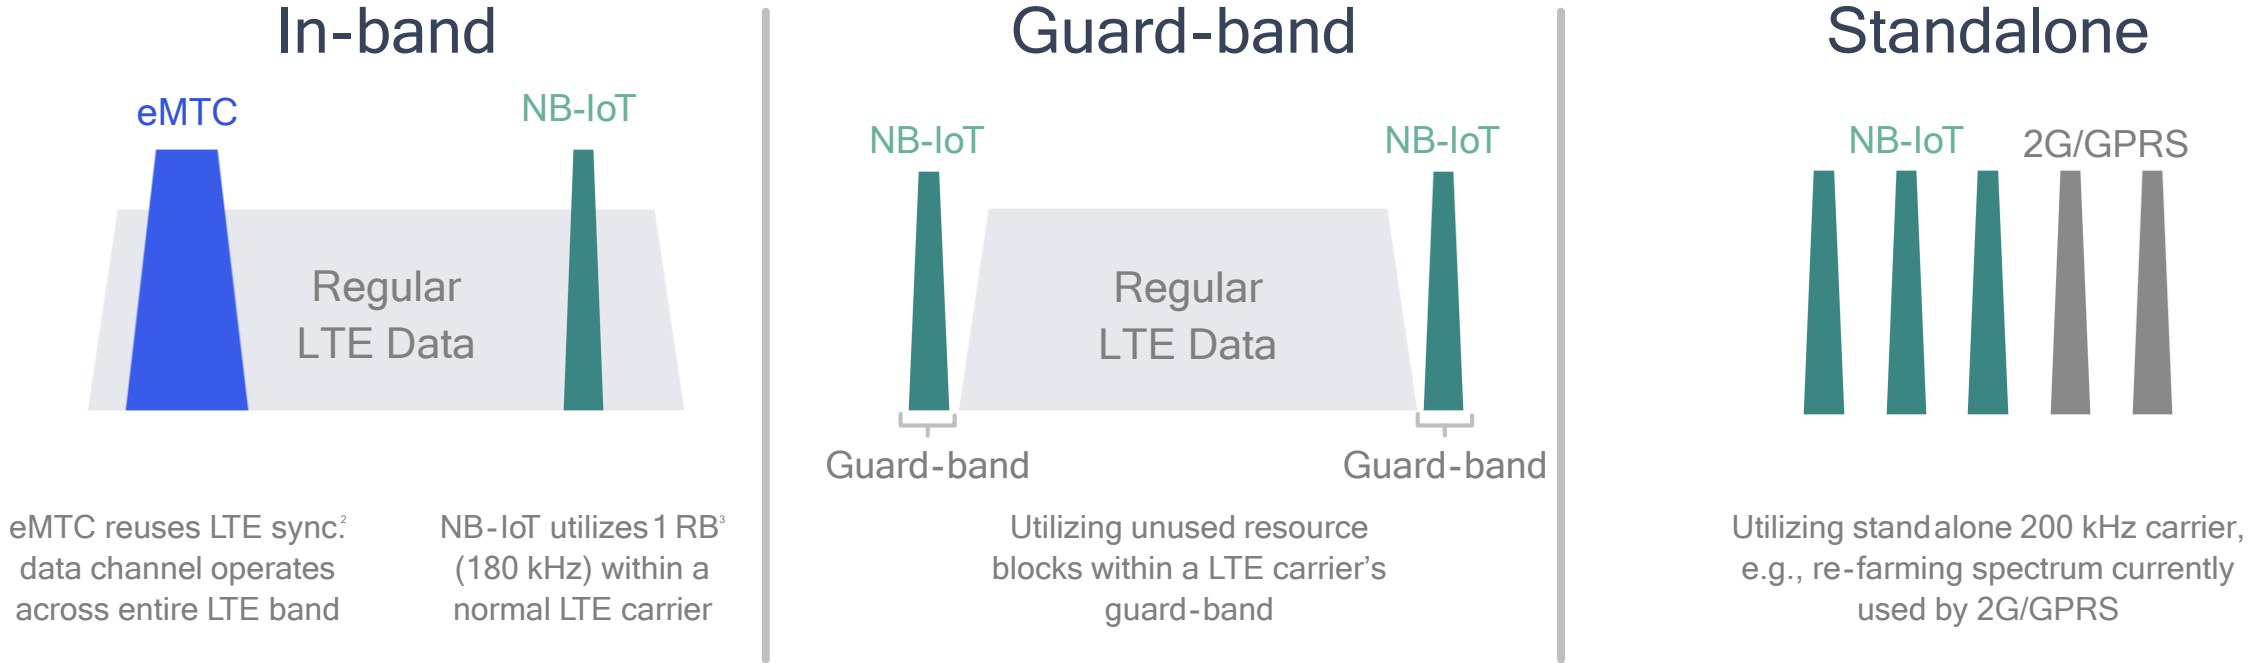 In-band
eMTC
NB-IoT
Regular
LTE Data
eMTC reuses LTE sync.²
data channel operates
across entire LTE band
NB-IoT utilizes 1 RB³
(180 kHz) within a
normal LTE carrier
Guard-band
NB-IoT
NB-IoT
Regular
LTE Data
Guard-band
Guard-band
Utilizing unused resource
blocks within a LTE carrier's
guard-band
Standalone
NB-IoT
2G/GPRS
Utilizing standalone 200 kHz carrier,
e.g., re-farming spectrum currently
used by 2G/GPRS